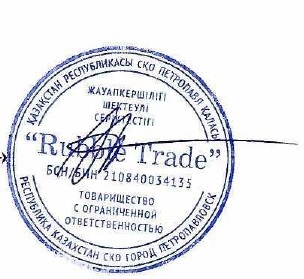 ҚАЗАҚСТАН РЕСПУБЛИКАСЫ СҚО ПЕТРОПАВЛ ҚАЛАСЫ
ЖАУАПКЕРШІЛІГІ
ШЕКТЕУЛІ
СЕРІКТЕСТІГІ
"Rubble Trade"
БСН/БИН 210840034135
ТОВАРИЩЕСТВО
С ОГРАНИЧЕННОЙ
ОТВЕТСТВЕННОСТЬЮ
РЕСПУБЛИКА КАЗАХСТАН СКО ГОРОД ПЕТРОПАВЛОВСК